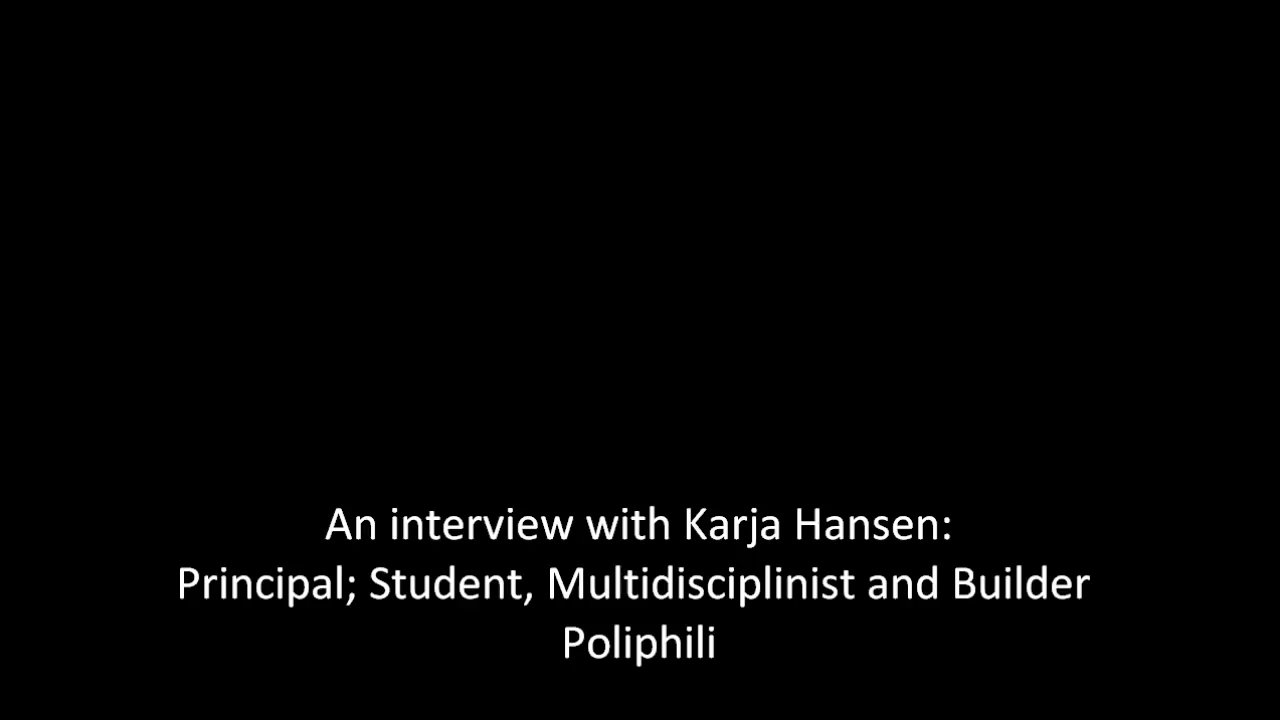 An interview with Karja Hansen:
Principal; Student, Multidisciplinist and Builder
Poliphili